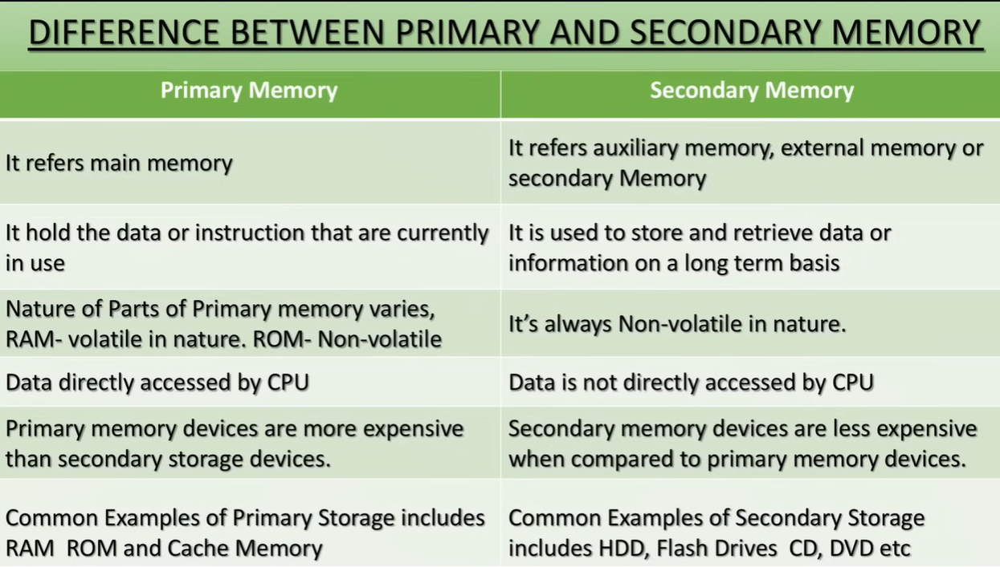 DIFFERENCE BETWEEN PRIMARY AND SECONDARY MEMORY
Primary Memory
Secondary Memory
It refers main memory
It refers auxiliary memory, external memory or
secondary Memory
It hold the data or instruction that are currently
in use
It is used to store and retrieve data or
information on a long term basis
Nature of Parts of Primary memory varies,
RAM- volatile in nature. ROM- Non-volatile
It’s always Non-volatile in nature.
Data directly accessed by CPU
Data is not directly accessed by CPU
Primary memory devices are more expensive
than secondary storage devices.
Secondary memory devices are less expensive
when compared to primary memory devices.
Common Examples of Primary Storage includes
RAM  ROM and Cache Memory
Common Examples of Secondary Storage
includes HDD, Flash Drives  CD, DVD etc